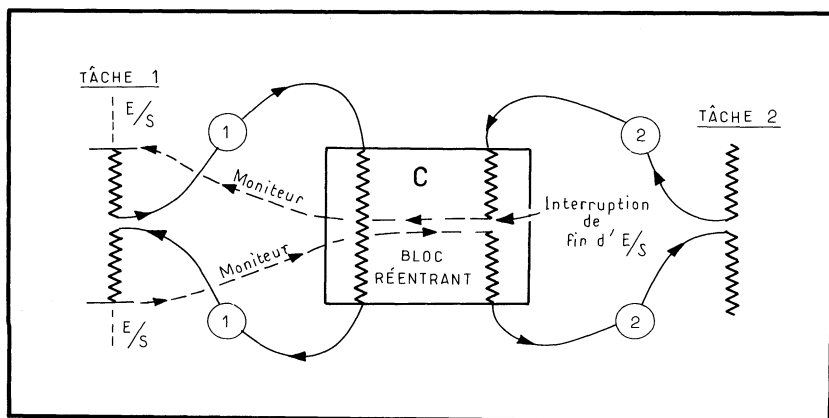 TÂCHE 1
E/S
1
Moniteur
Moniteur
1
E/S
C
BLOC
RÉENTRANT
Interruption
de
fin d' E/S
2
2
TÂCHE 2